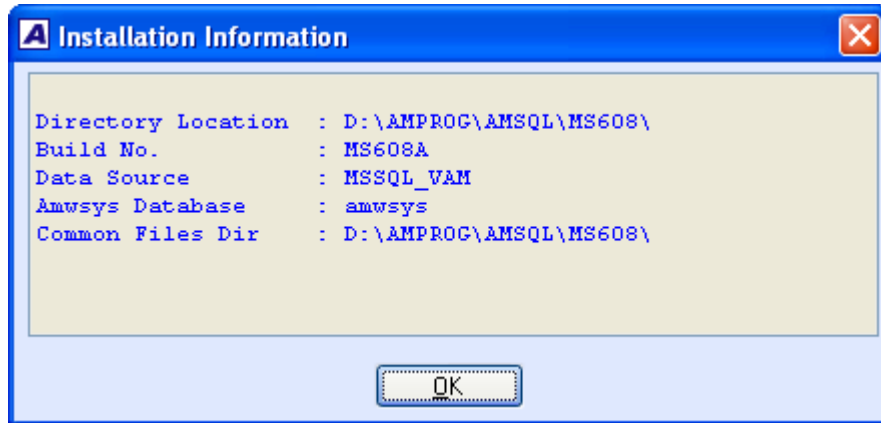 A Installation Information
Directory Location : D:\AMPROG\AMSQL\MS608\
Build No. : MS608A
Data Source : MSSQL_VAM
Amwsys Database : amwsys
Common Files Dir : D:\AMPROG\AMSQL\MS608\
OK